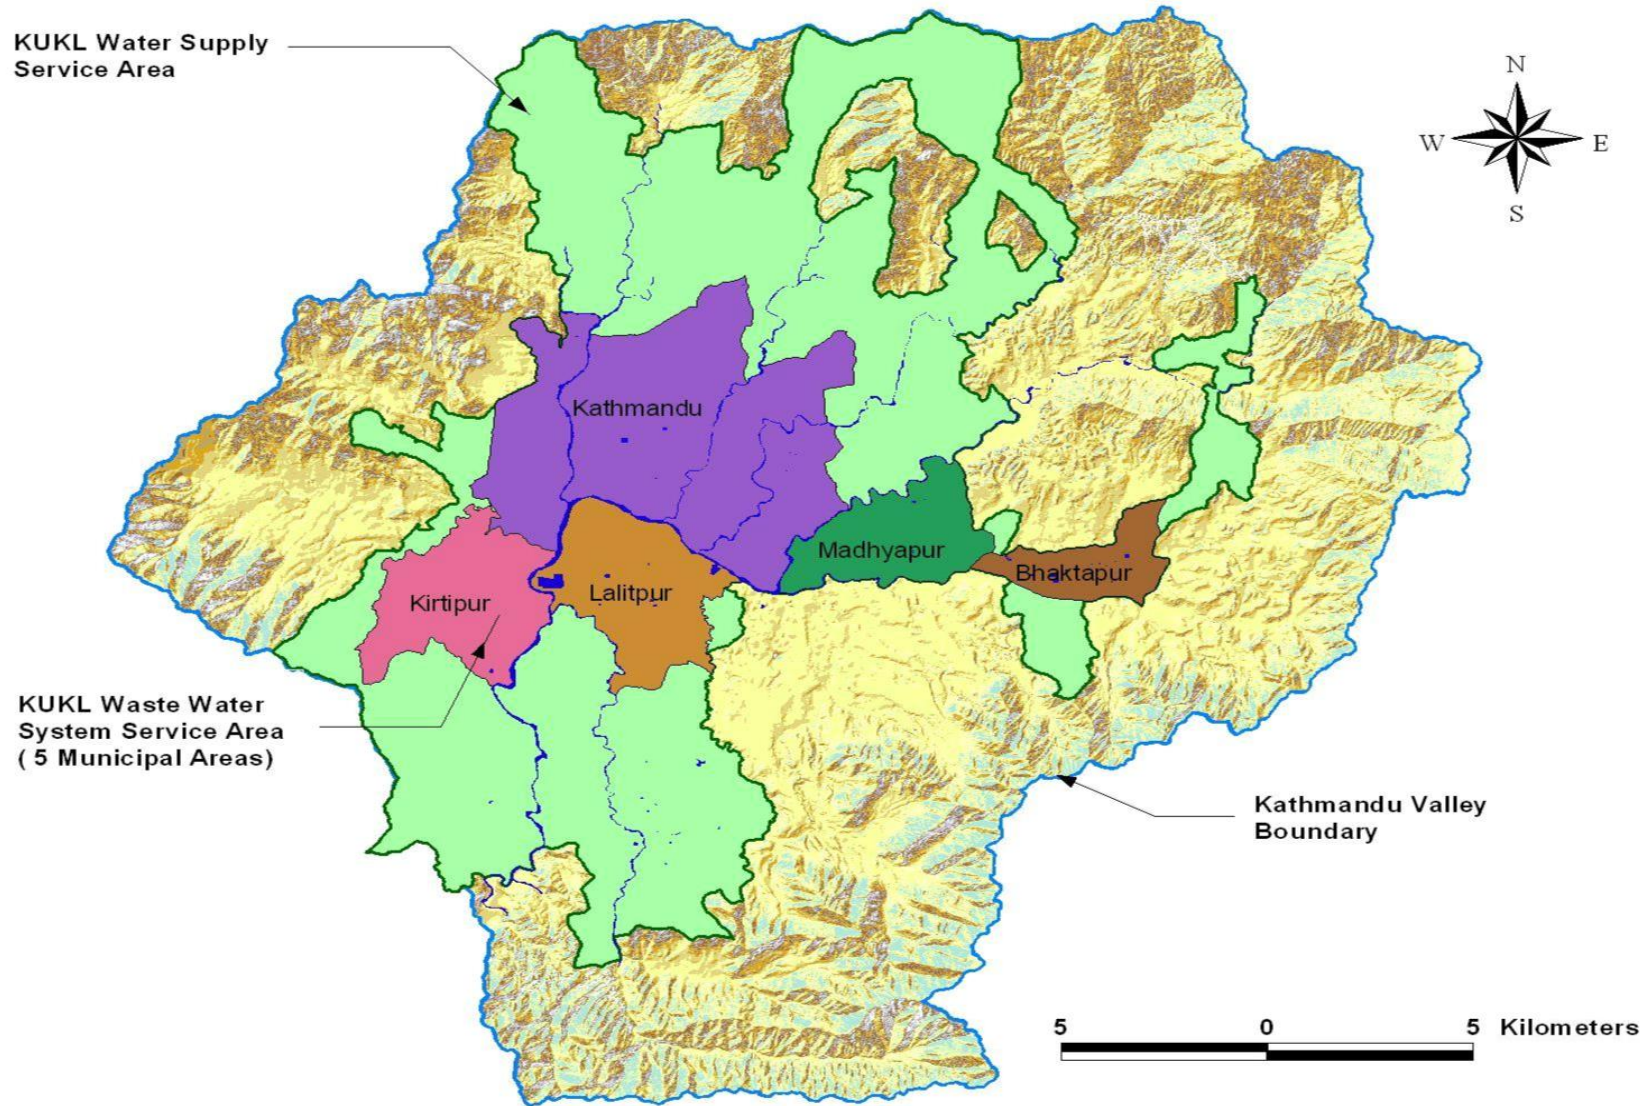 KUKL Water Supply
Service Area
N
W E
S
Kathmandu
Madhyapur
Bhaktapur
Kirtipur
Lalitpur
KUKL Waste Water
System Service Area
( 5 Municipal Areas)
Kathmandu Valley
Boundary
5 0 5 Kilometers